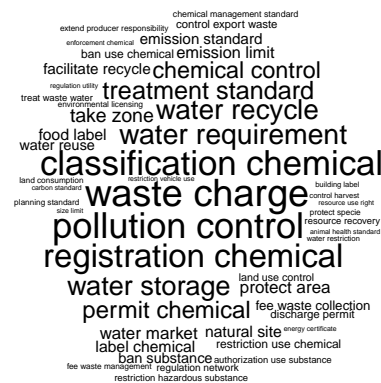 chemical management standard
extend producer responsibility control export waste
enforcement chemical emission standard
ban use chemical emission limit
facilitate recycle chemical control
regulation utility treatment standard
treat waste water environmental licensing water recycle
take zone
food label water requirement
water reuse
classification chemical
land consumption restriction vehicle use
carbon standard waste charge building label
control harvest
planning standard resource use right
size limit protect specie
pollution control resource recovery
animal health standard
registration chemical water restriction
water storage land use control
protect area
permit chemical fee waste collection
discharge permit
water market natural site energy certificate
label chemical restriction use chemical
ban substance authorization use substance
fee waste management regulation network
restriction hazardous substance